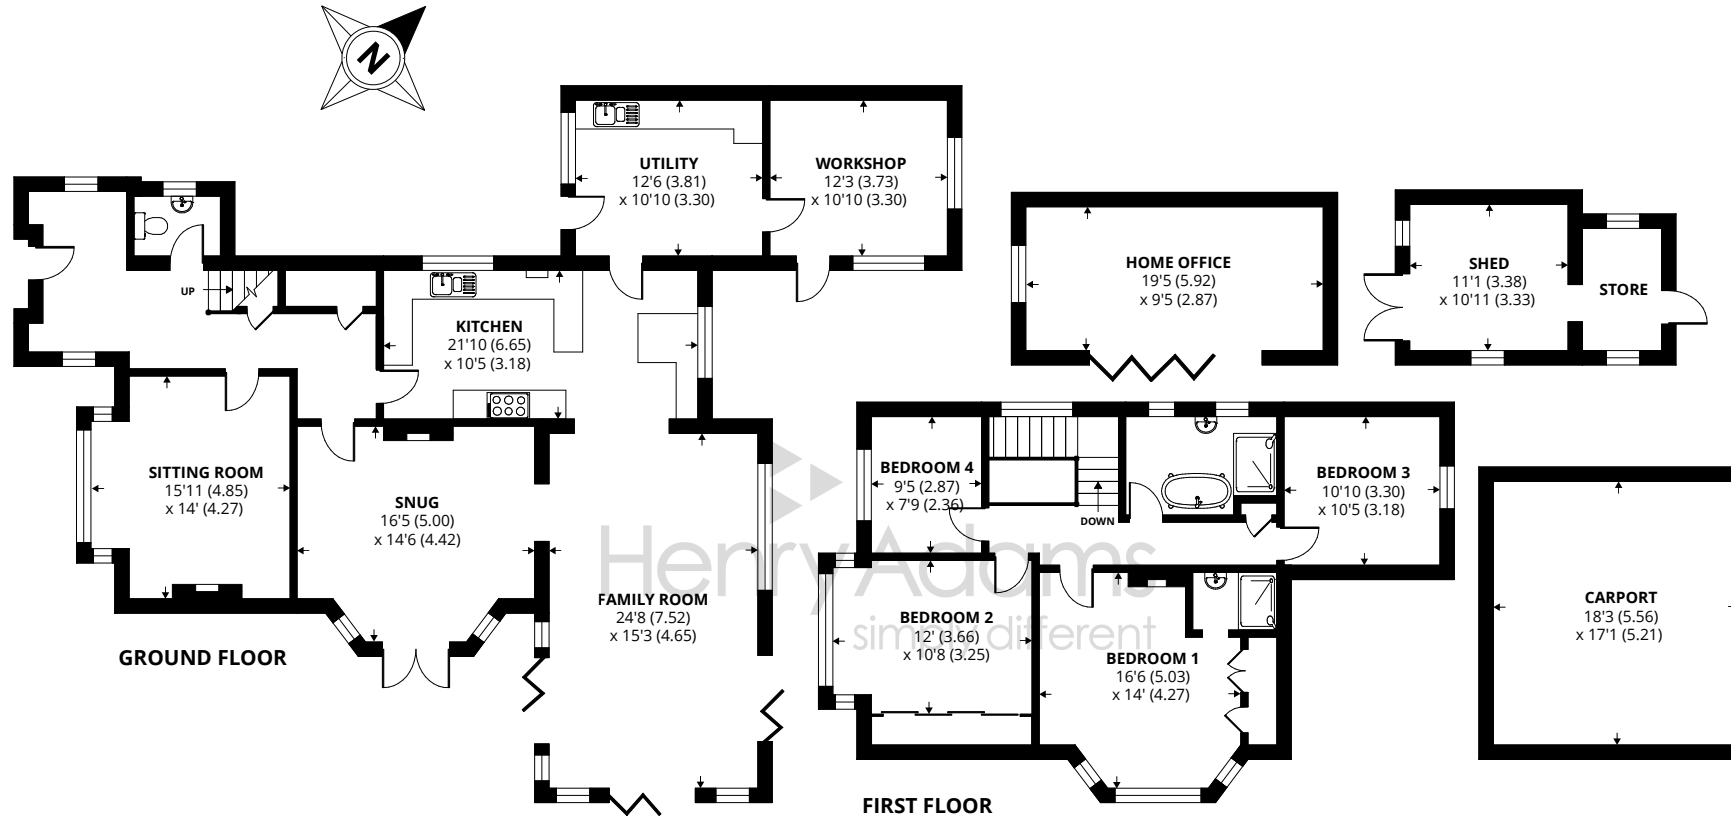 N
UTILITY
12'6 (3.81)
x 10'10 (3.30)
WORKSHOP
12'3 (3.73)
x 10'10 (3.30)
UP
KITCHEN
21'10 (6.65)
x 10'5 (3.18)
SITTING ROOM
15'11 (4.85)
x 14' (4.27)
SNUG
16'5 (5.00)
x 14'6 (4.42)
FAMILY ROOM
24'8 (7.52)
x 15'3 (4.65)
GROUND FLOOR
HOME OFFICE
19'5 (5.92)
x 9'5 (2.87)
SHED
11'1 (3.38)
x 10'11 (3.33)
STORE
BEDROOM 4
9'5 (2.87)
x 7'9 (2.36)
DOWN
BEDROOM 3
10'10 (3.30)
x 10'5 (3.18)
BEDROOM 2
12' (3.66)
x 10'8 (3.25)
BEDROOM 1
16'6 (5.03)
x 14' (4.27)
FIRST FLOOR
CARPORT
18'3 (5.56)
x 17'1 (5.21)
Henry Adams
simply different